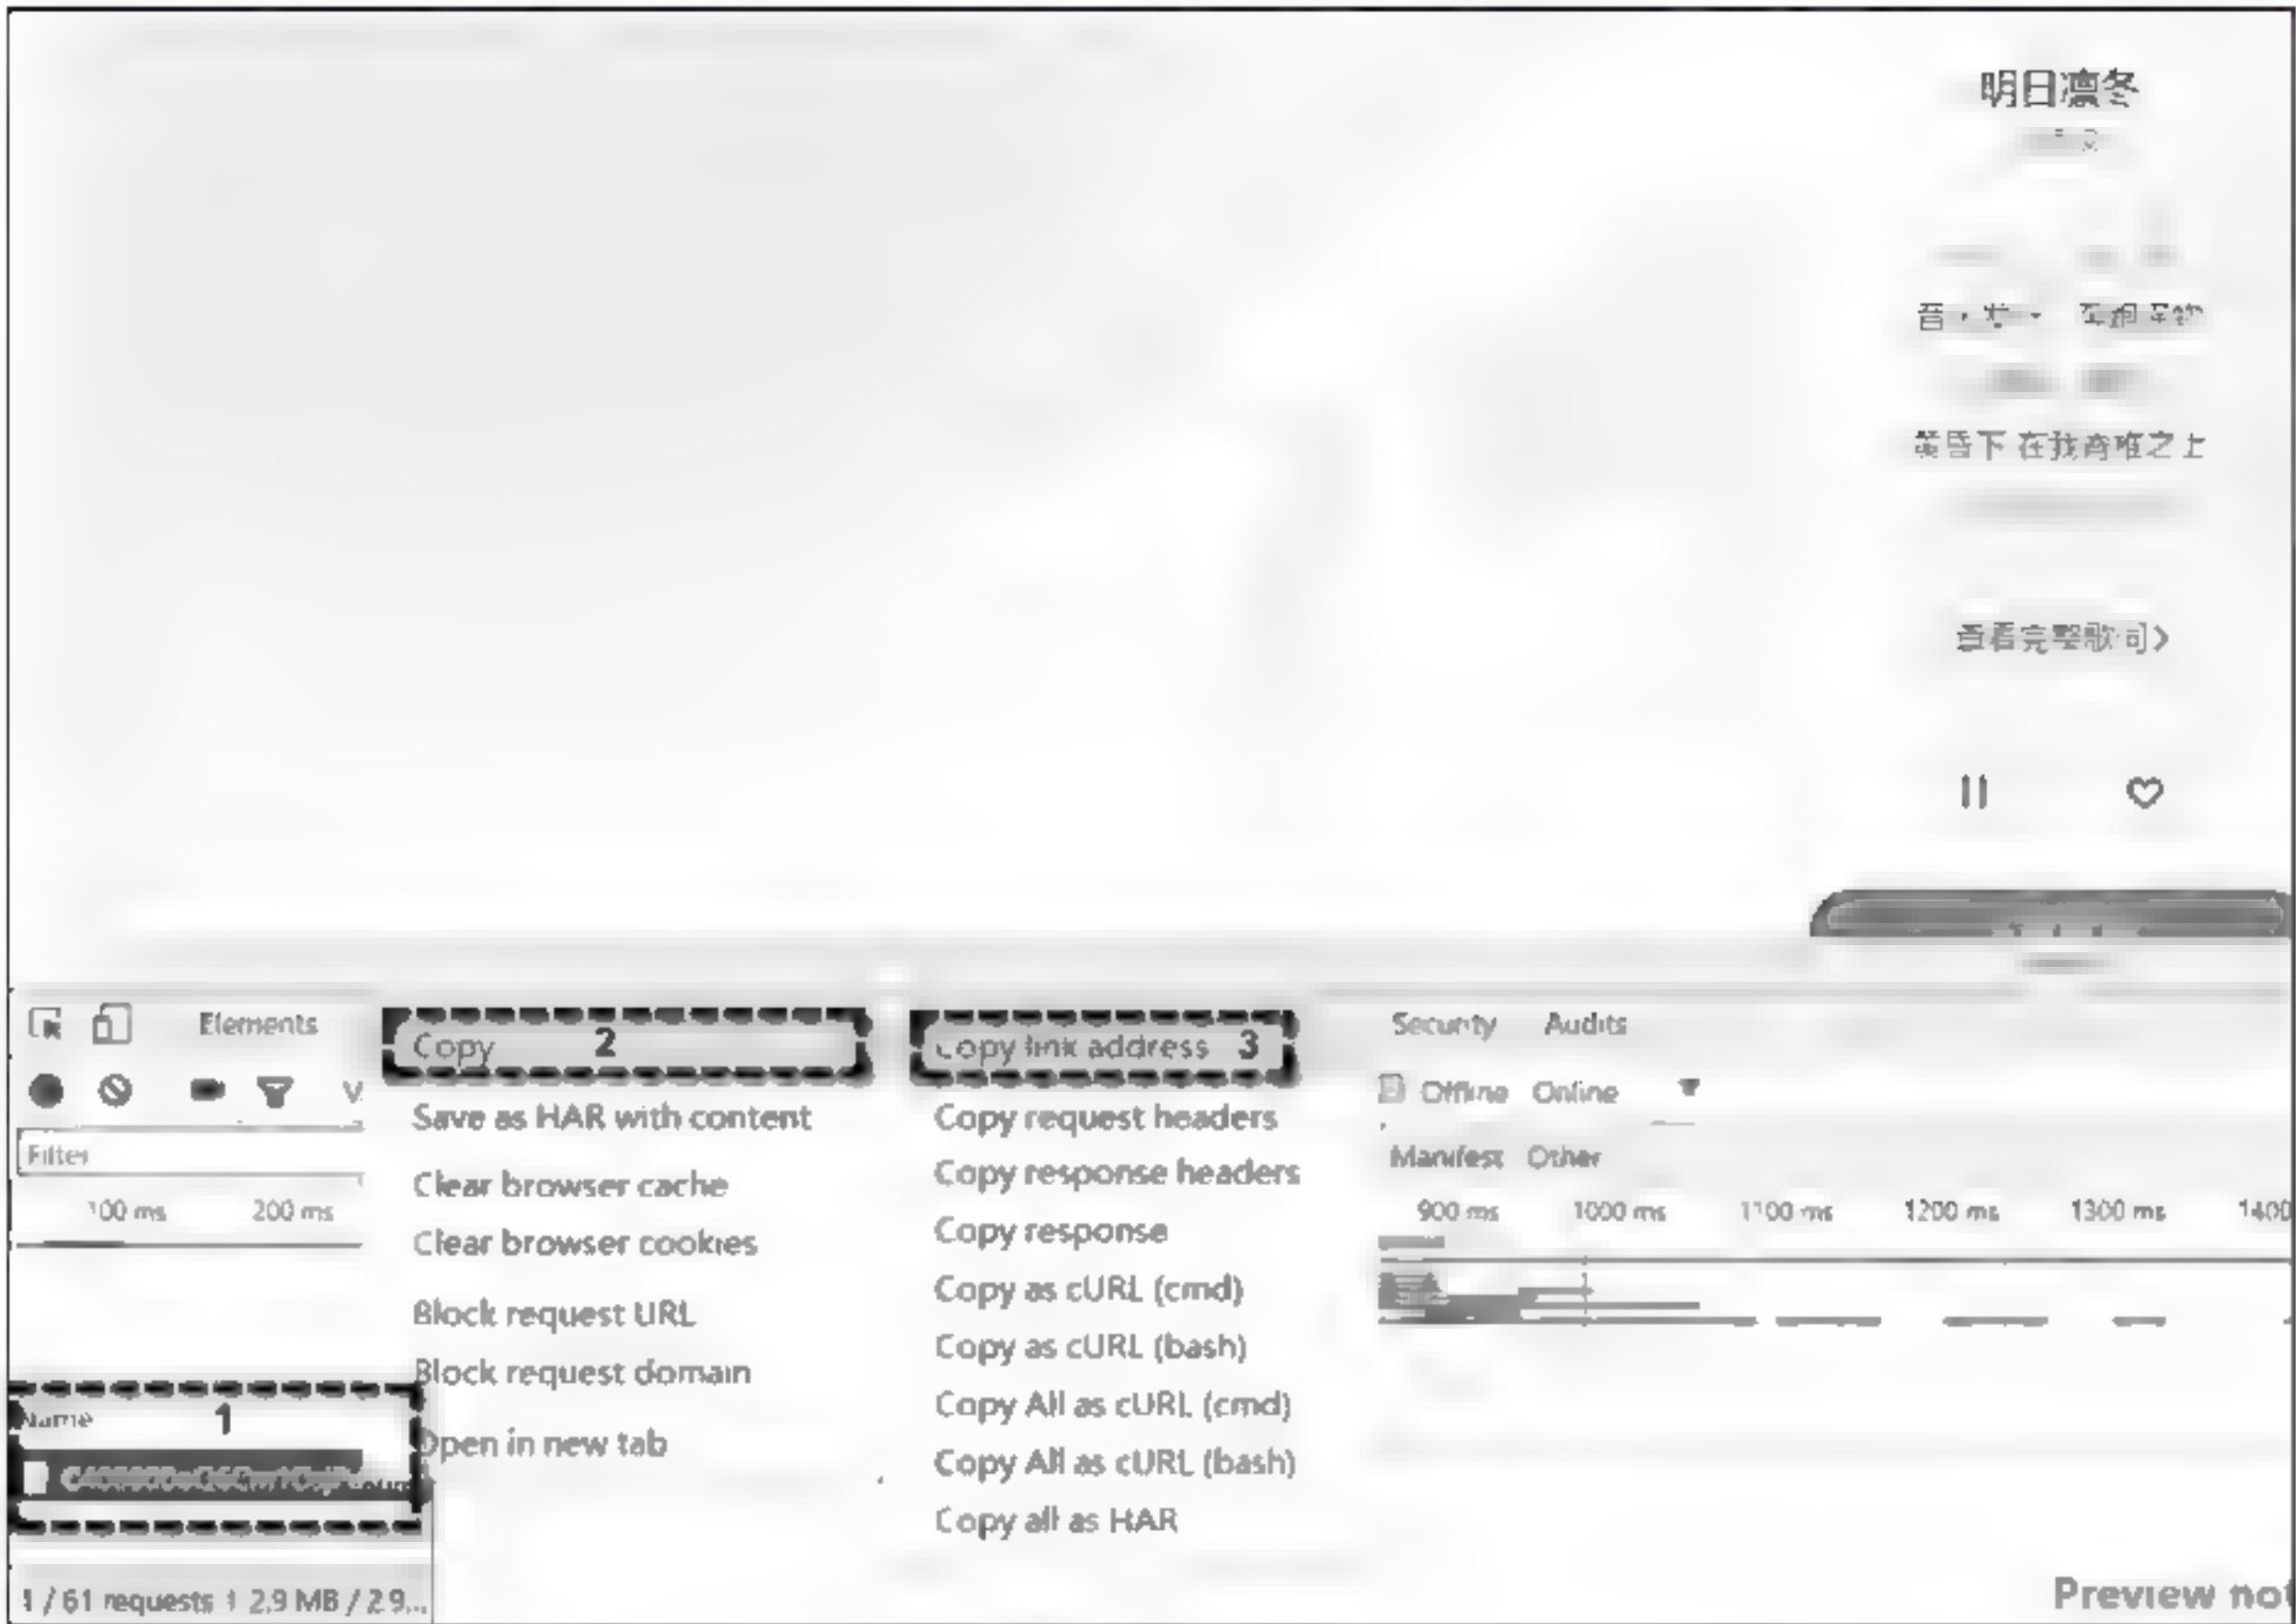 明日凛冬
查看完整歌词>
Elements
Copy 2
Copy link address 3
Security Audits
Offline Online
Save as HAR with content
Copy request headers
Filter
Manifest Other
Clear browser cache
Copy response headers
100 ms 200 ms
900 ms 1000 ms 1100 ms 1200 ms 1300 ms 1400
Clear browser cookies
Copy response
Block request URL
Copy as cURL (cmd)
Block request domain
Copy as cURL (bash)
Name 1
Copy All as cURL (cmd)
Open in new tab
Copy All as cURL (bash)
Copy all as HAR
1 / 61 requests 2.9 MB / 2.9...
Preview not